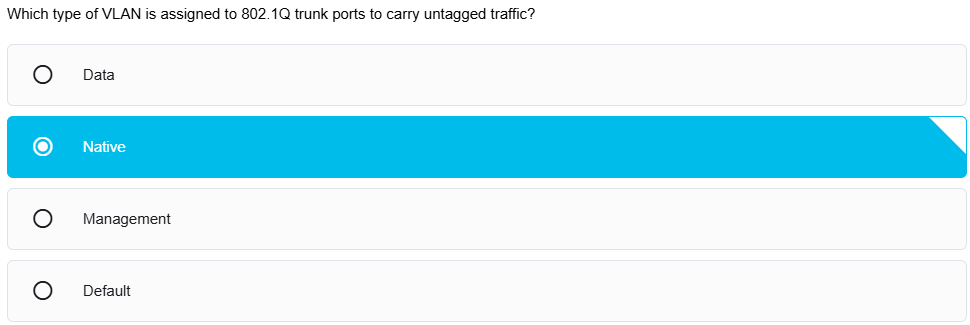 Which type of VLAN is assigned to 802.1Q trunk ports to carry untagged traffic?
Data
Native
Management
Default